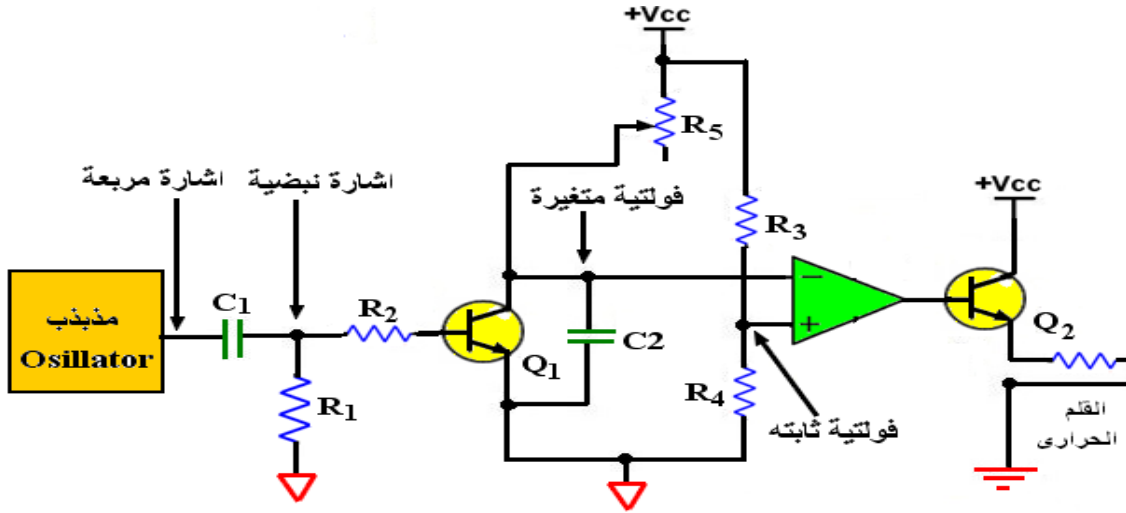 +Vcc
R5
اشارة مربعة
اشارة نبضية
فولتية متغيرة
+Vcc
R3
مذبذب
Osillator
C1
R2
Q1
C2
−
+
Q2
R1
R4
فولتية ثابته
القلم
الحرارى